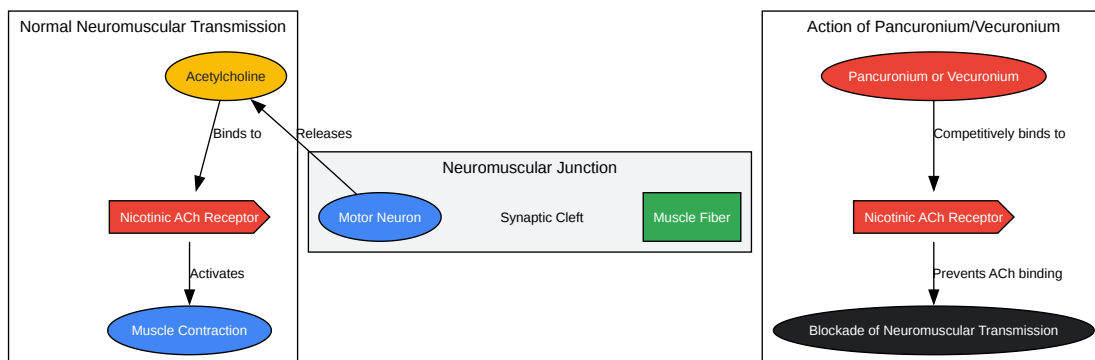 Normal Neuromuscular Transmission
Acetylcholine
Binds to
Releases
Nicotinic ACh Receptor
Activates
Muscle Contraction
Neuromuscular Junction
Motor Neuron
Synaptic Cleft
Muscle Fiber
Action of Pancuronium/Vecuronium
Pancuronium or Vecuronium
Competitively binds to
Nicotinic ACh Receptor
Prevents ACh binding
Blockade of Neuromuscular Transmission